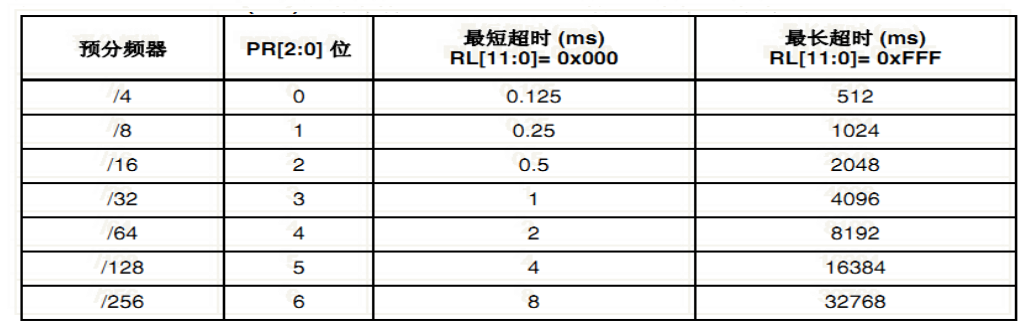 预分频器 PR[2:0] 位 最短超时 (ms) RL[11:0]= 0x000 最长超时 (ms) RL[11:0]= 0xFFF
/4 0 0.125 512
/8 1 0.25 1024
/16 2 0.5 2048
/32 3 1 4096
/64 4 2 8192
/128 5 4 16384
/256 6 8 32768